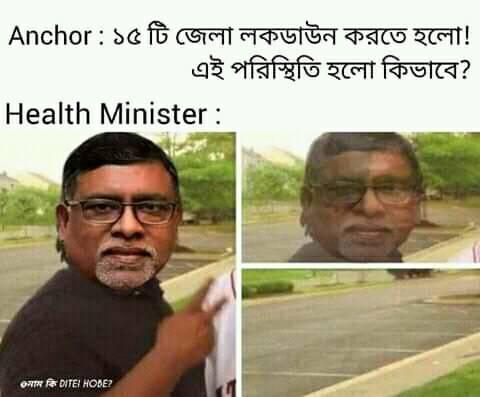 Anchor : ১৫ টি জেলা লকডাউন করতে হলো!
এই পরিস্থিতি হলো কিভাবে?
Health Minister :
@নাম কি DITEI HOBE?